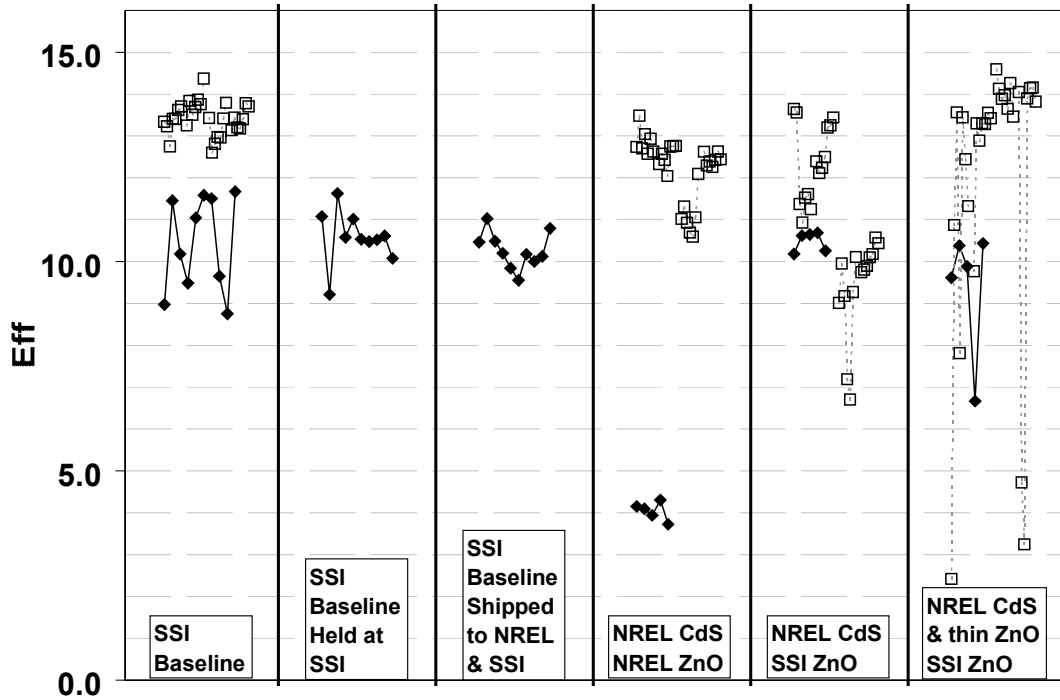 15.0
10.0
5.0
0.0
Eff
SSI
Baseline
SSI
Baseline
Held at
SSI
SSI
Baseline
Shipped
to NREL
& SSI
NREL CdS
NREL ZnO
NREL CdS
SSI ZnO
NREL CdS
& thin ZnO
SSI ZnO